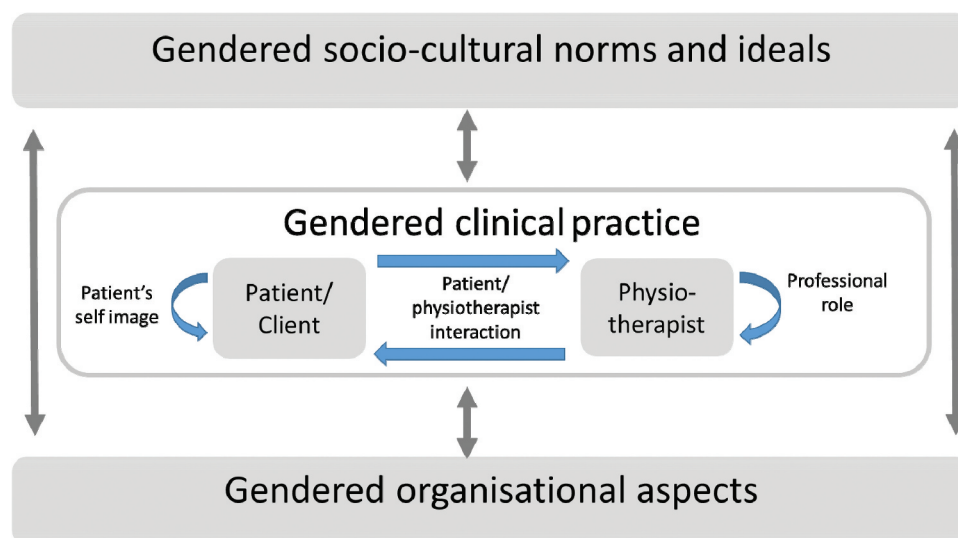 Gendered socio-cultural norms and ideals
Gendered clinical practice
Patient's
self image
Patient/
Client
Patient/
physiotherapist
interaction
Physio-
therapist
Professional
role
Gendered organisational aspects